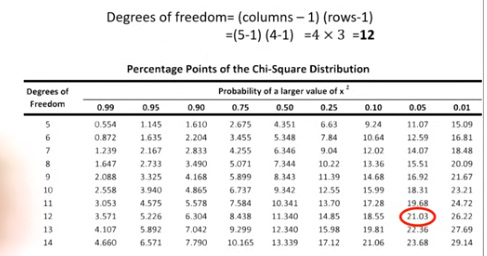 Degrees of freedom= (columns – 1) (rows-1)
=(5-1) (4-1) =4 × 3 =12
Percentage Points of the Chi-Square Distribution
Degrees of Freedom Probability of a larger value of x ²
0.99 0.95 0.90 0.75 0.50 0.25 0.10 0.05 0.01
5 0.554 1.145 1.610 2.675 4.351 6.63 9.24 11.07 15.09
6 0.872 1.635 2.204 3.455 5.348 7.84 10.64 12.59 16.81
7 1.239 2.167 2.833 4.255 6.346 9.04 12.02 14.07 18.48
8 1.647 2.733 3.490 5.071 7.344 10.22 13.36 15.51 20.09
9 2.088 3.325 4.168 5.899 8.343 11.39 14.68 16.92 21.67
10 2.558 3.940 4.865 6.737 9.342 12.55 15.99 18.31 23.21
11 3.053 4.575 5.578 7.584 10.341 13.70 17.28 19.68 24.72
12 3.571 5.226 6.304 8.438 11.340 14.85 18.55 21.03 26.22
13 4.107 5.892 7.042 9.299 12.340 15.98 19.81 22.36 27.69
14 4.660 6.571 7.790 10.165 13.339 17.12 21.06 23.68 29.14